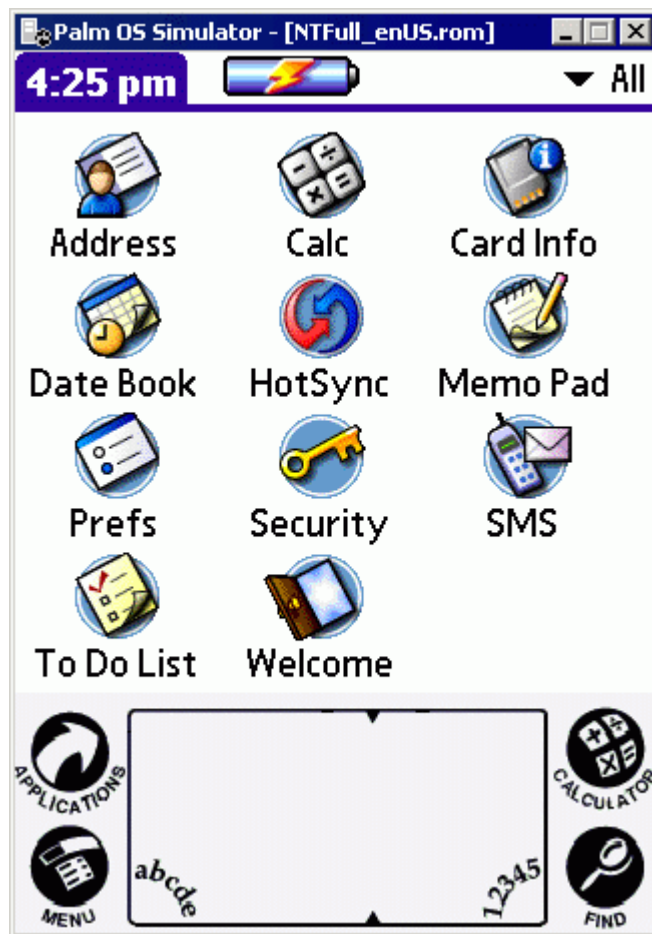 Palm OS Simulator - [NTFull_enUS.rom]
4:25 pm All
Address Calc Card Info
Date Book HotSync Memo Pad
Prefs Security SMS
To Do List Welcome
APPLICATIONS CALCULATOR
abcde 12345
MENU FIND